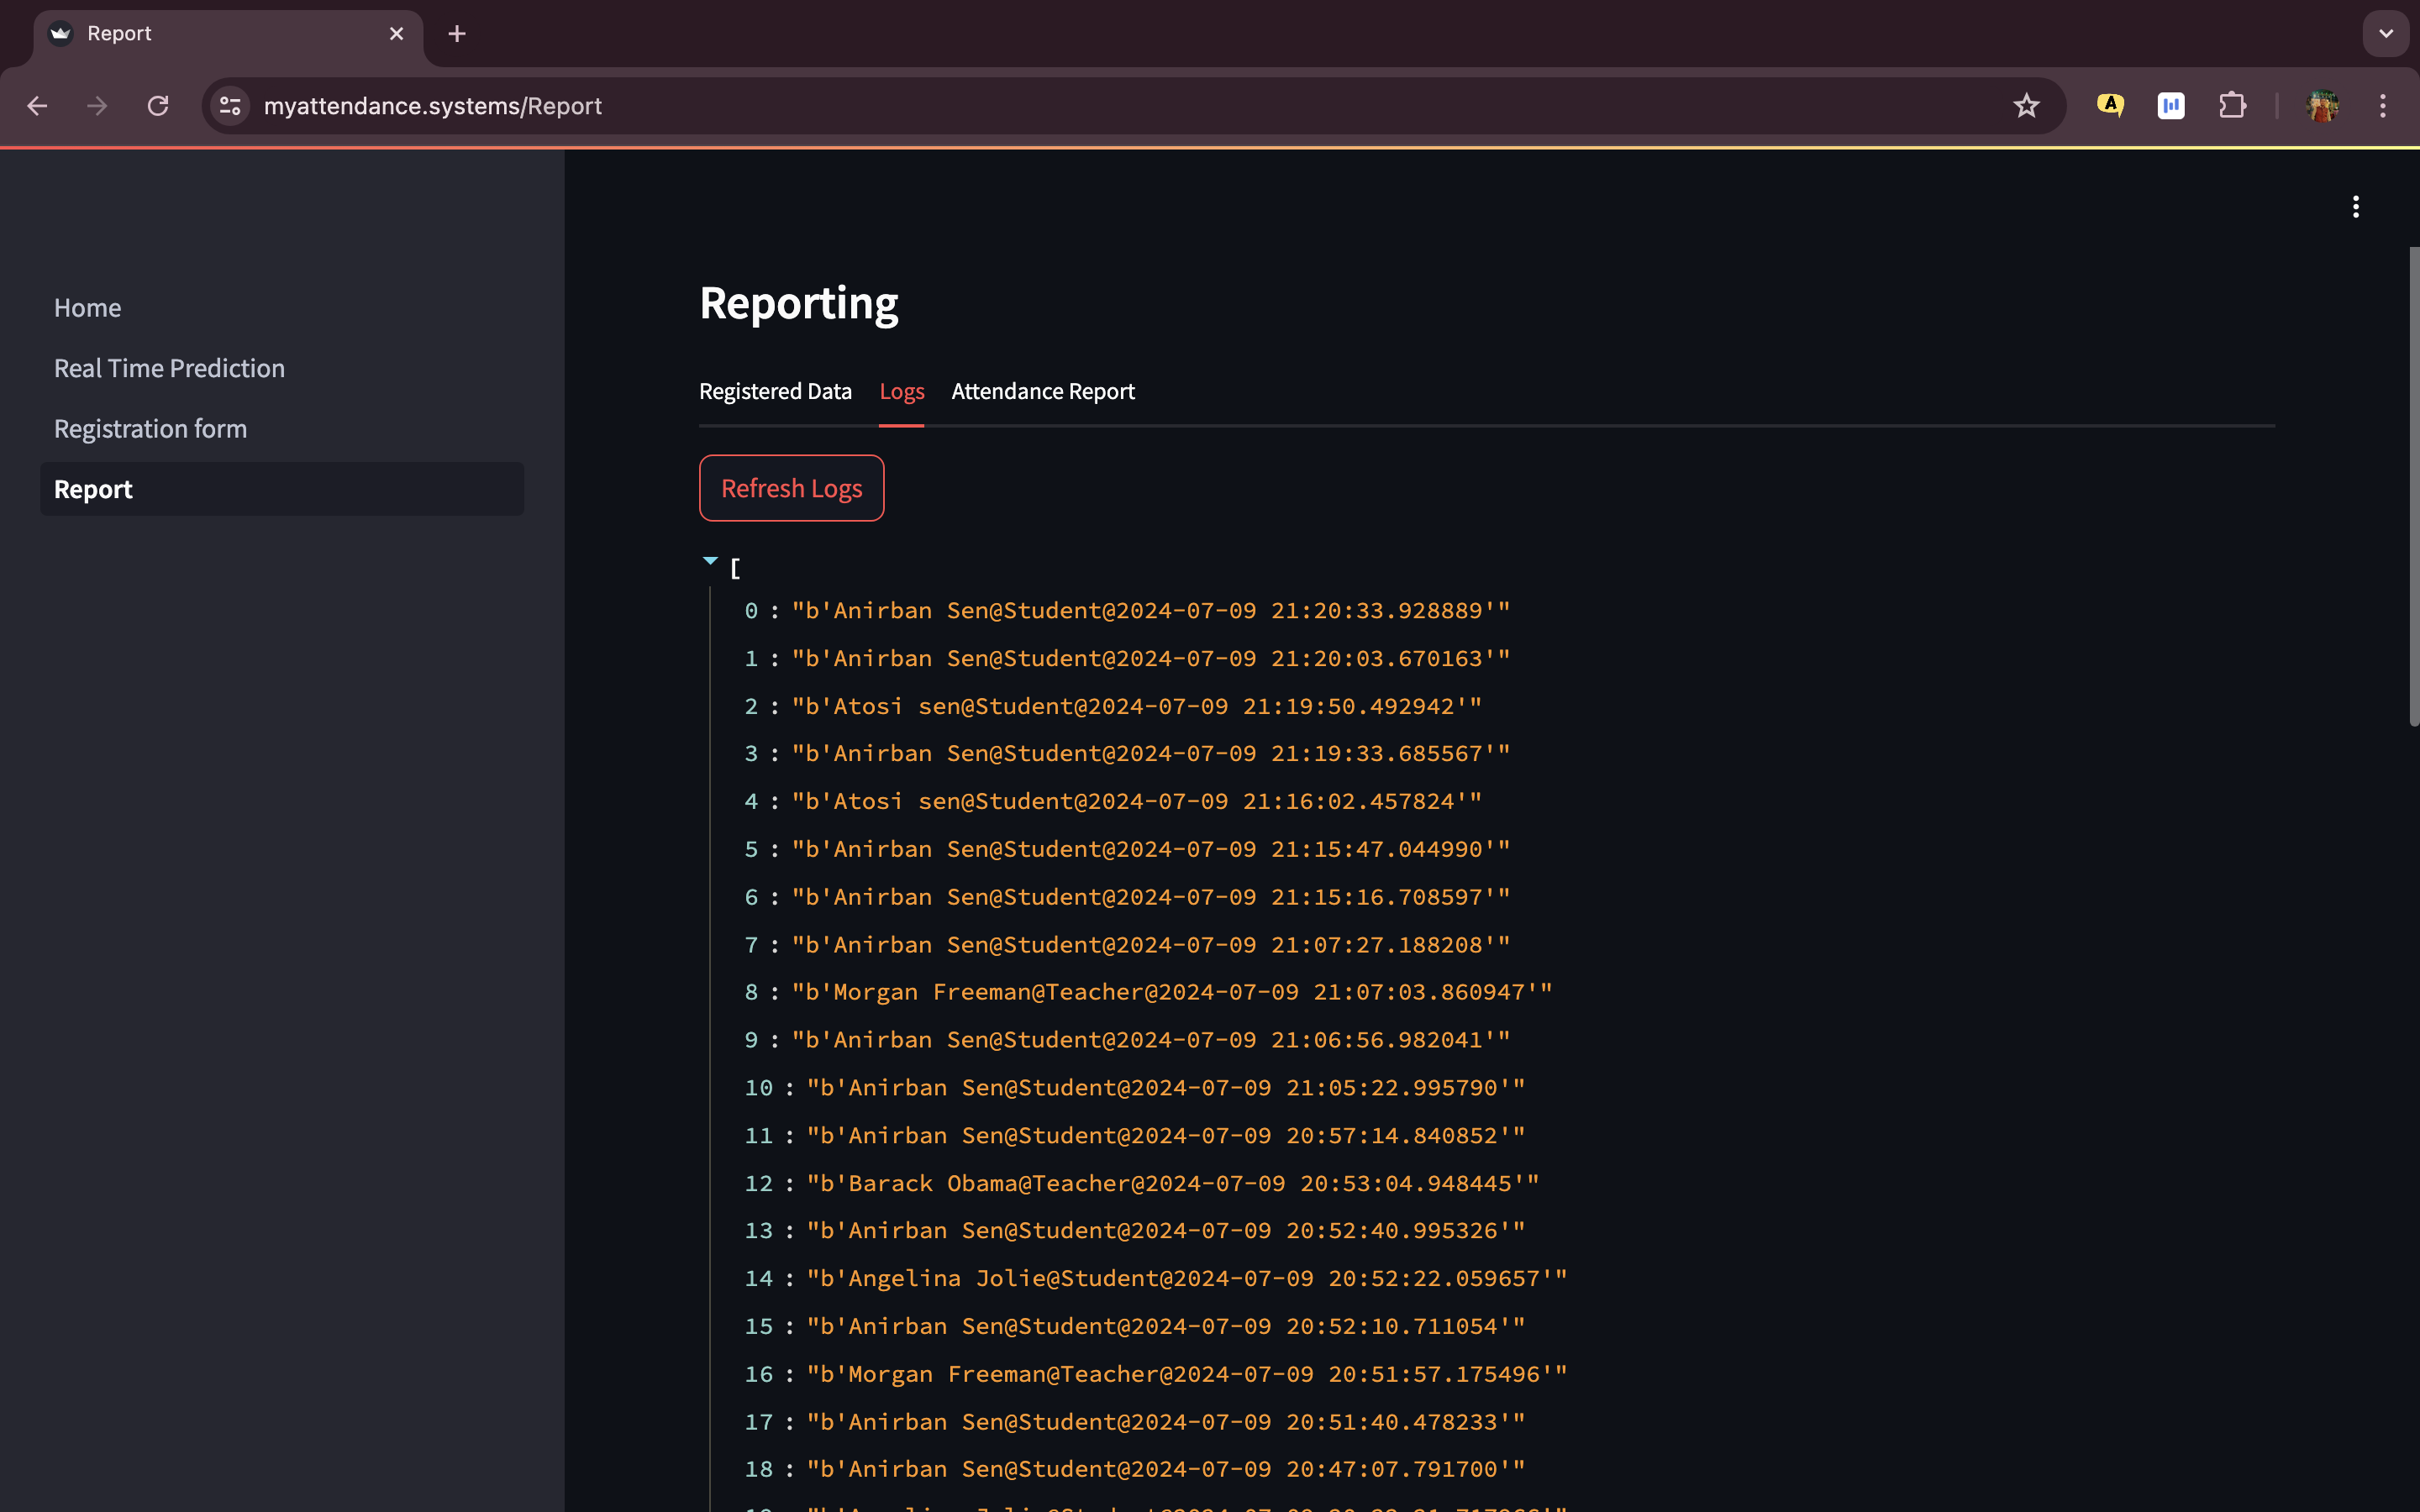 Report
myattendance.systems/Report
Home
Real Time Prediction
Registration form
Report
Reporting
Registered Data Logs Attendance Report
Refresh Logs
[
0 : "b'Anirban Sen@Student@2024-07-09 21:20:33.928889'"
1 : "b'Anirban Sen@Student@2024-07-09 21:20:03.670163'"
2 : "b'Atosi sen@Student@2024-07-09 21:19:50.492942'"
3 : "b'Anirban Sen@Student@2024-07-09 21:19:33.685567'"
4 : "b'Atosi sen@Student@2024-07-09 21:16:02.457824'"
5 : "b'Anirban Sen@Student@2024-07-09 21:15:47.044990'"
6 : "b'Anirban Sen@Student@2024-07-09 21:15:16.708597'"
7 : "b'Anirban Sen@Student@2024-07-09 21:07:27.188208'"
8 : "b'Morgan Freeman@Teacher@2024-07-09 21:07:03.860947'"
9 : "b'Anirban Sen@Student@2024-07-09 21:06:56.982041'"
10 : "b'Anirban Sen@Student@2024-07-09 21:05:22.995790'"
11 : "b'Anirban Sen@Student@2024-07-09 20:57:14.840852'"
12 : "b'Barack Obama@Teacher@2024-07-09 20:53:04.948445'"
13 : "b'Anirban Sen@Student@2024-07-09 20:52:40.995326'"
14 : "b'Angelina Jolie@Student@2024-07-09 20:52:22.059657'"
15 : "b'Anirban Sen@Student@2024-07-09 20:52:10.711054'"
16 : "b'Morgan Freeman@Teacher@2024-07-09 20:51:57.175496'"
17 : "b'Anirban Sen@Student@2024-07-09 20:51:40.478233'"
18 : "b'Anirban Sen@Student@2024-07-09 20:47:07.791700'"